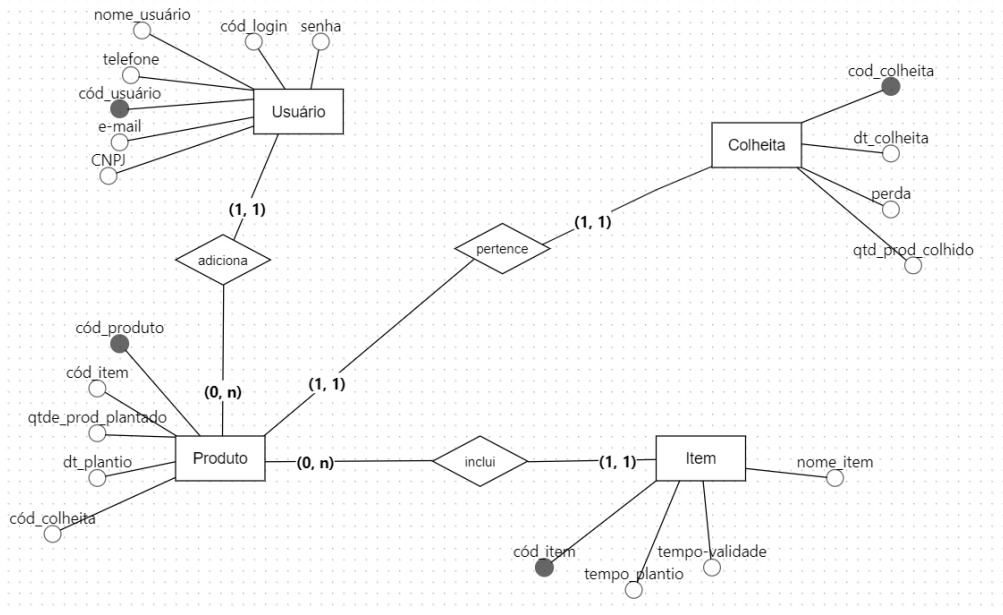 nome_usuário
cód_login
senha
telefone
cód_usuário
e-mail
CNPJ
Usuário
cod_colheita
dt_colheita
perda
qtd_prod_colhido
Colheita
(1, 1)
(1, 1)
adiciona
pertence
cód_produto
cód_item
qtde_prod_plantado
dt_plantio
cód_colheita
(0, n)
(1, 1)
Produto
(0, n)
inclui
(1, 1)
Item
nome_item
cód_item
tempo_plantio
tempo-validade